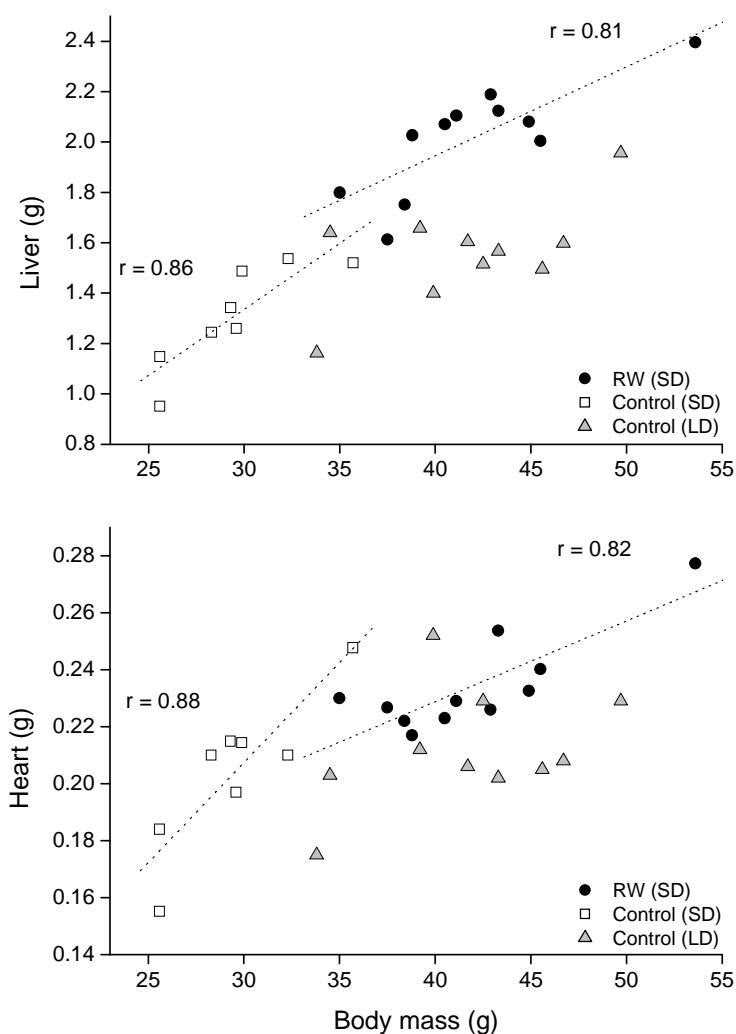 2.4
2.2
2.0
1.8
1.6
1.4
1.2
1.0
0.8
Liver (g)
r = 0.81
r = 0.86
RW (SD)
Control (SD)
Control (LD)
25 30 35 40 45 50 55
0.28
0.26
0.24
0.22
0.20
0.18
0.16
0.14
Heart (g)
r = 0.82
r = 0.88
RW (SD)
Control (SD)
Control (LD)
25 30 35 40 45 50 55
Body mass (g)